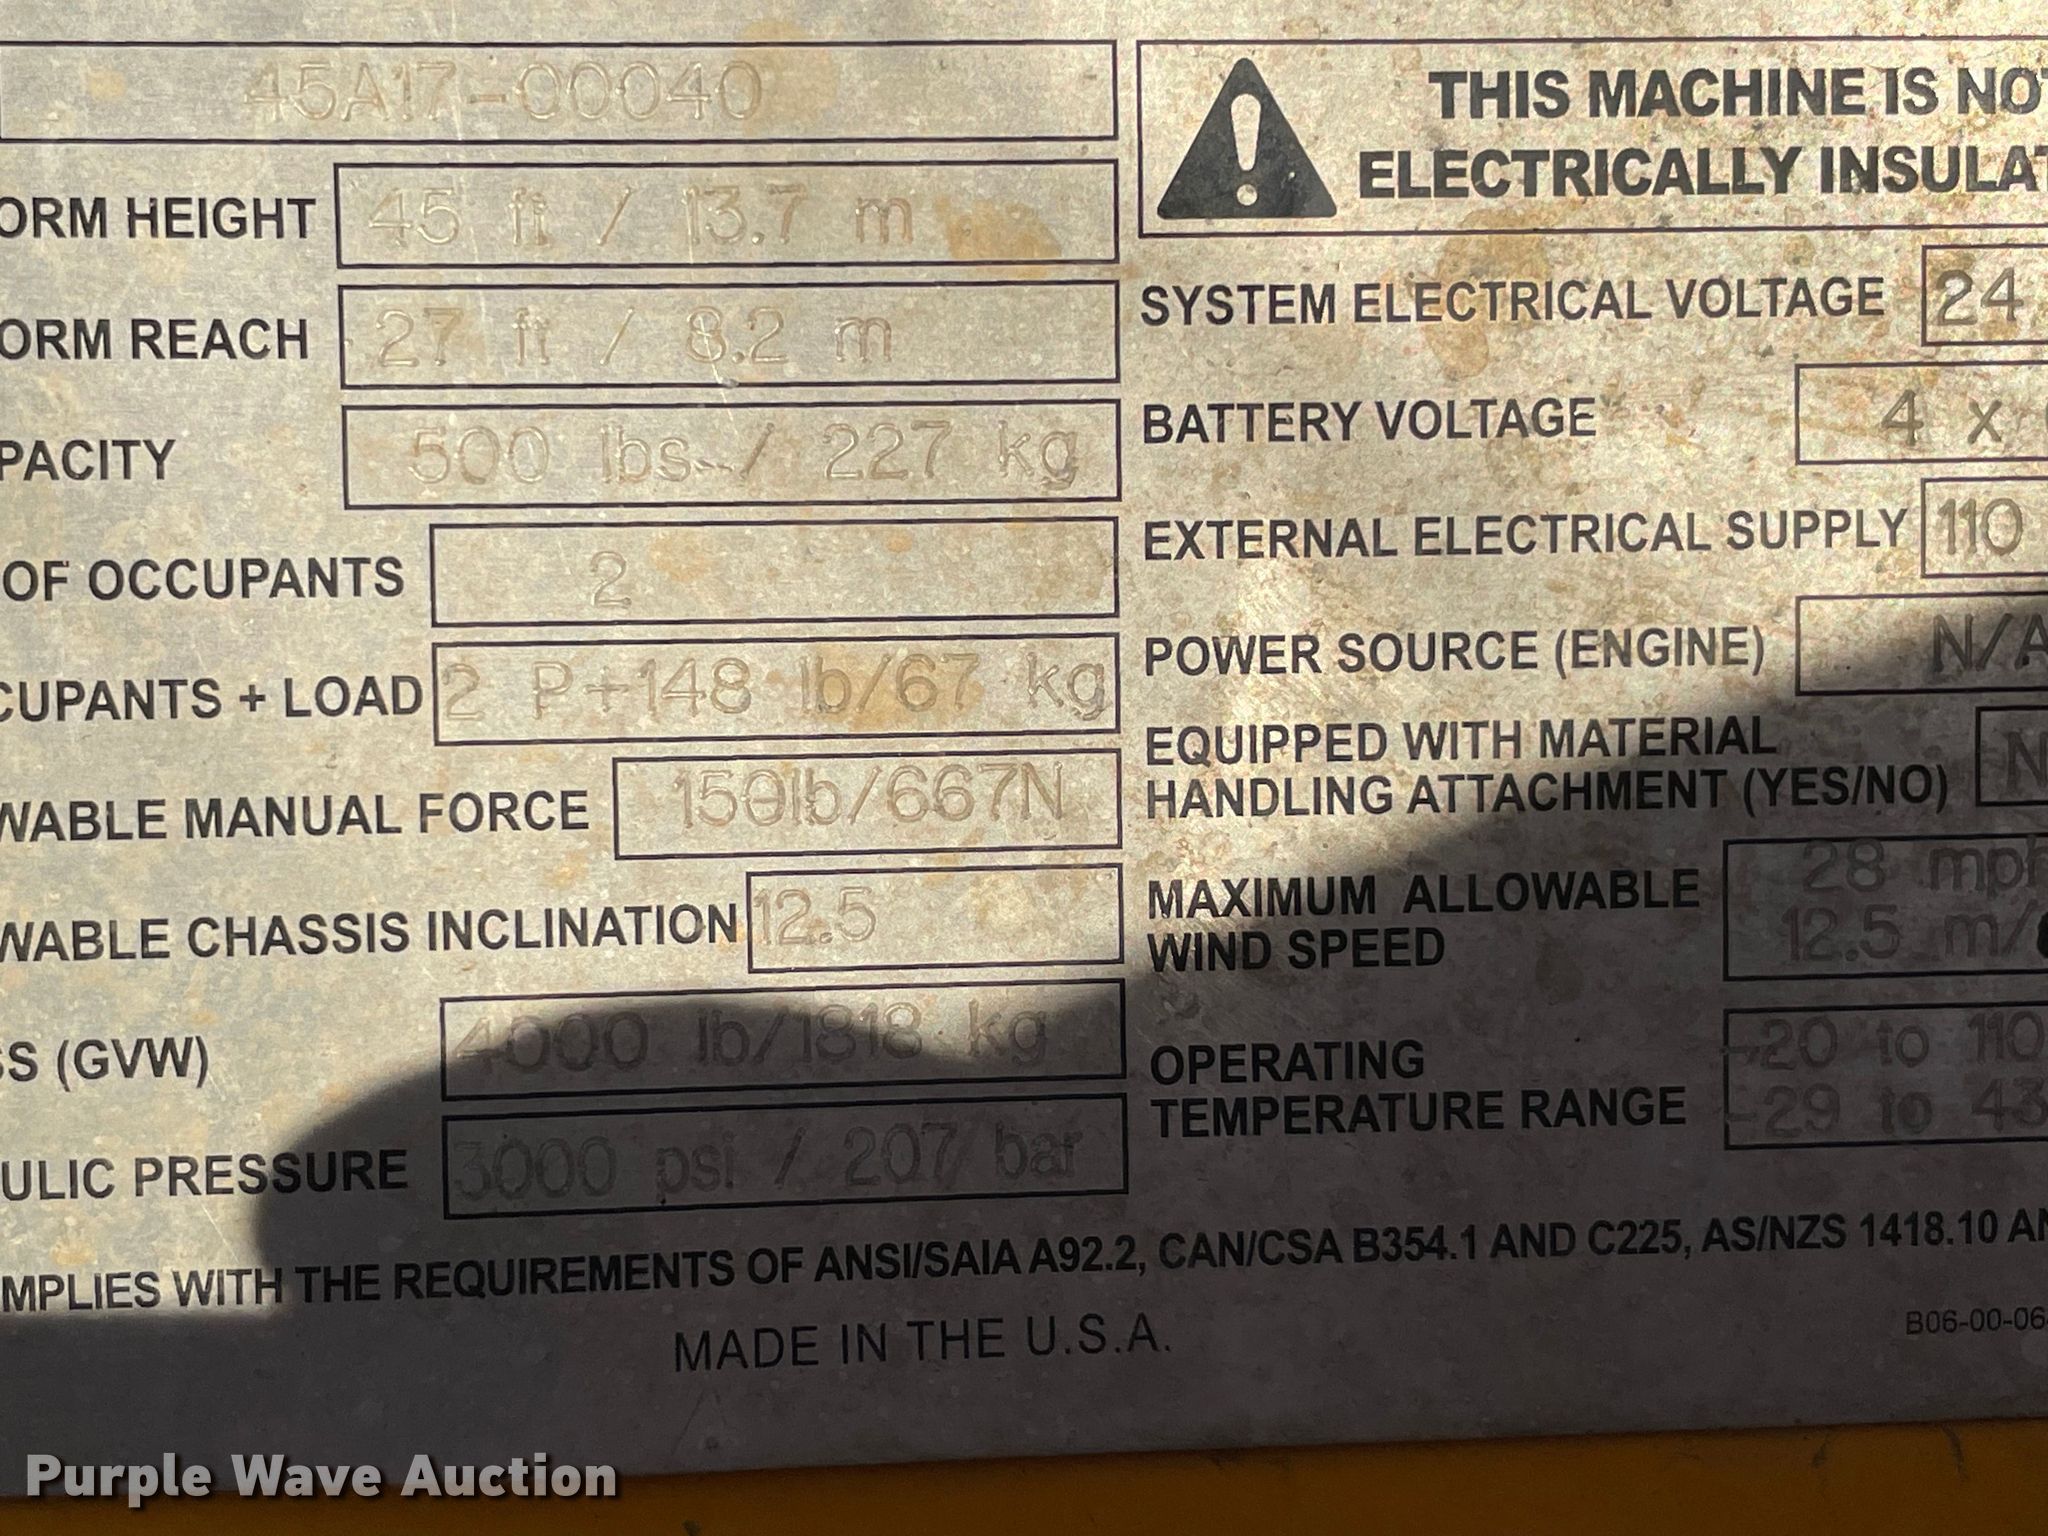 45A17-00040
ORM HEIGHT 45 ft / 13.7 m
ORM REACH 27 ft / 8.2 m
PACITY 500 lbs / 227 kg
OF OCCUPANTS 2
CUPANTS + LOAD 2 P+148 lb/67 kg
WABLE MANUAL FORCE 150lb/667N
WABLE CHASSIS INCLINATION 12.5
SS (GVW) 4000 lb/1818 kg
ULIC PRESSURE 3000 psi / 207 bar
THIS MACHINE IS NOT
ELECTRICALLY INSULAT
SYSTEM ELECTRICAL VOLTAGE 24
BATTERY VOLTAGE 4 x
EXTERNAL ELECTRICAL SUPPLY 110
POWER SOURCE (ENGINE) N/A
EQUIPPED WITH MATERIAL
HANDLING ATTACHMENT (YES/NO) N
MAXIMUM ALLOWABLE 28 mph
WIND SPEED 12.5 m/s
OPERATING -20 to 110
TEMPERATURE RANGE -29 to 43
MPLIES WITH THE REQUIREMENTS OF ANSI/SAIA A92.2, CAN/CSA B354.1 AND C225, AS/NZS 1418.10 AN
MADE IN THE U.S.A.
B06-00-06
Purple Wave Auction